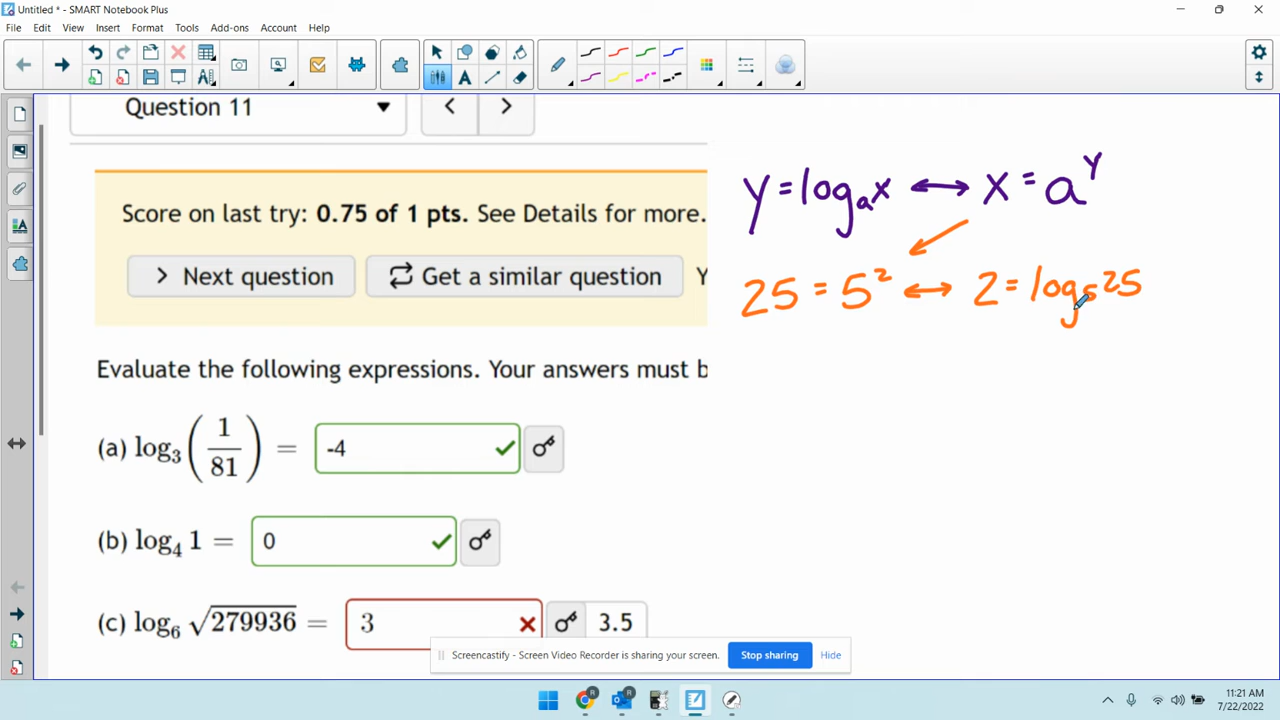 Untitled * - SMART Notebook Plus
File Edit View Insert Format Tools Add-ons Account Help
Question 11
y = logₐx ↔ x = a^y
Score on last try: 0.75 of 1 pts. See Details for more.
> Next question Get a similar question Y
25 = 5² ↔ 2 = log₅25
Evaluate the following expressions. Your answers must b
(a) log₃(1/81) = -4
(b) log₄ 1 = 0
(c) log₆ √279936 = 3 3.5
Screencastify - Screen Video Recorder is sharing your screen. Stop sharing Hide
11:21 AM
7/22/2022